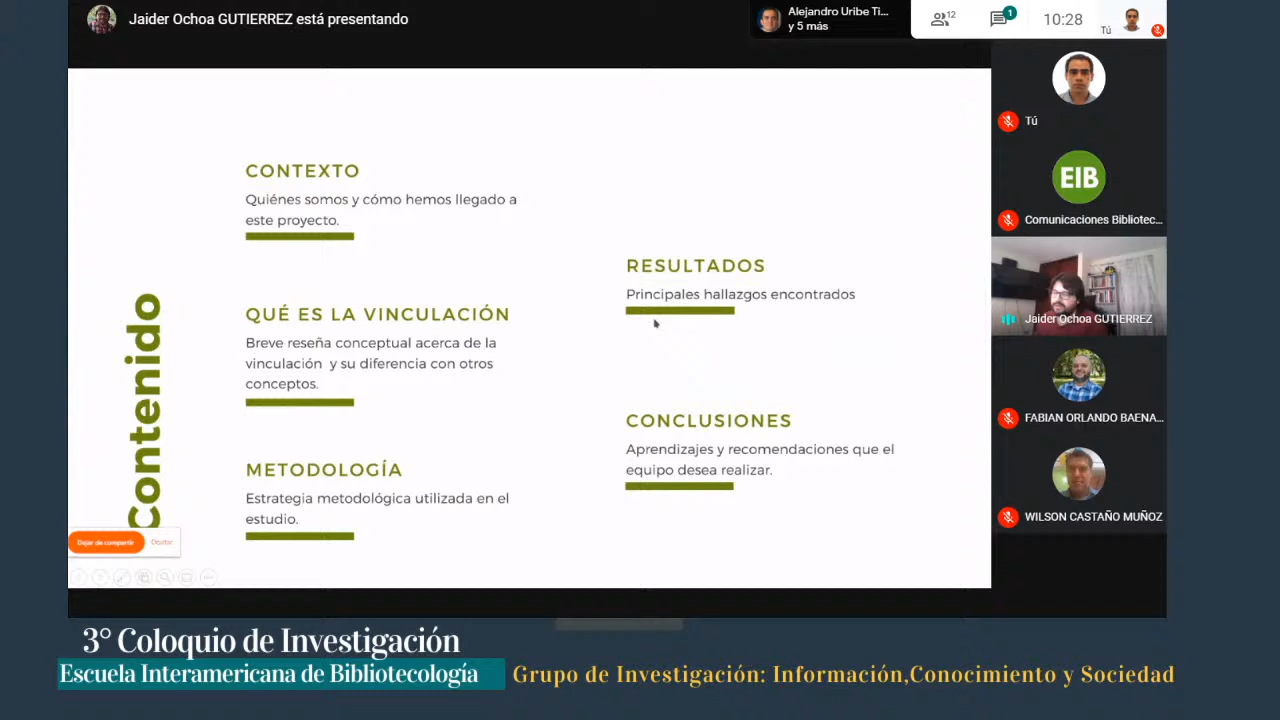 Jaider Ochoa GUTIERREZ está presentando
Alejandro Uribe Ti...
y 5 más
12
1
10:28
Tú
Tú
EIB
Comunicaciones Bibliotec...
Jaider Ochoa GUTIERREZ
FABIAN ORLANDO BAENA...
WILSON CASTAÑO MUÑOZ
Contenido
CONTEXTO
Quiénes somos y cómo hemos llegado a
este proyecto.
QUÉ ES LA VINCULACIÓN
Breve reseña conceptual acerca de la
vinculación y su diferencia con otros
conceptos.
METODOLOGÍA
Estrategia metodológica utilizada en el
estudio.
RESULTADOS
Principales hallazgos encontrados
CONCLUSIONES
Aprendizajes y recomendaciones que el
equipo desea realizar.
Dejar de compartir
Ocultar
3° Coloquio de Investigación
Escuela Interamericana de Bibliotecología
Grupo de Investigación: Información,Conocimiento y Sociedad